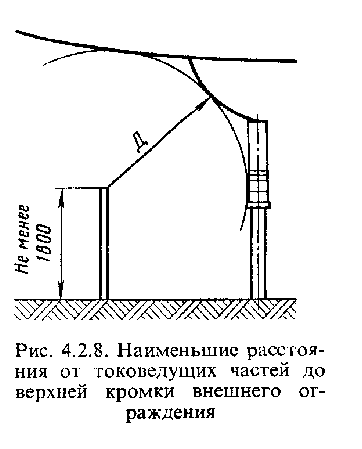 Д
Не менее
1800
Рис. 4.2.8. Наименьшие расстоя-
ния от токоведущих частей до
верхней кромки внешнего ог-
раждения